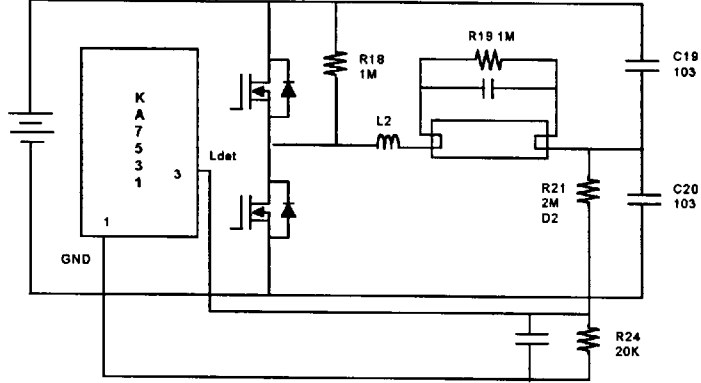 R19 1M
R18
1M
C19
103
K
A
7
5
3
1
L2
Ldet
3
R21
2M
D2
C20
103
1
GND
R24
20K